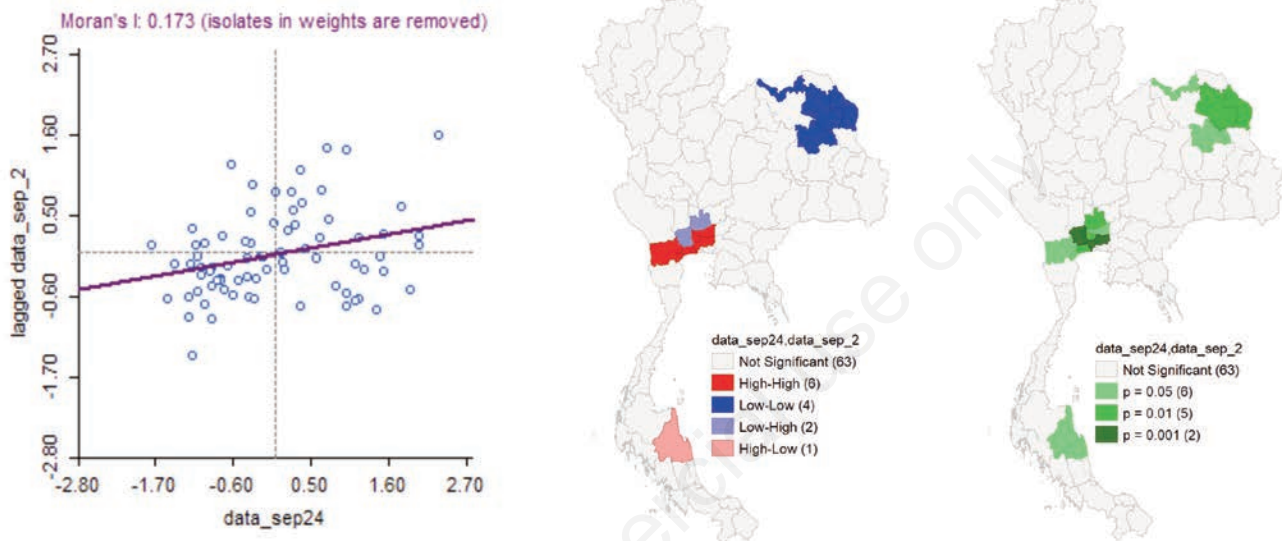 Moran's I: 0.173 (isolates in weights are removed)
2.70
1.60
0.50
-0.60
-1.70
-2.80
lagged data_sep_2
-2.80 -1.70 -0.60 0.50 1.60 2.70
data_sep24
data_sep24,data_sep_2
Not Significant (63)
High-High (6)
Low-Low (4)
Low-High (2)
High-Low (1)
data_sep24,data_sep_2
Not Significant (63)
p = 0.05 (6)
p = 0.01 (5)
p = 0.001 (2)
use only